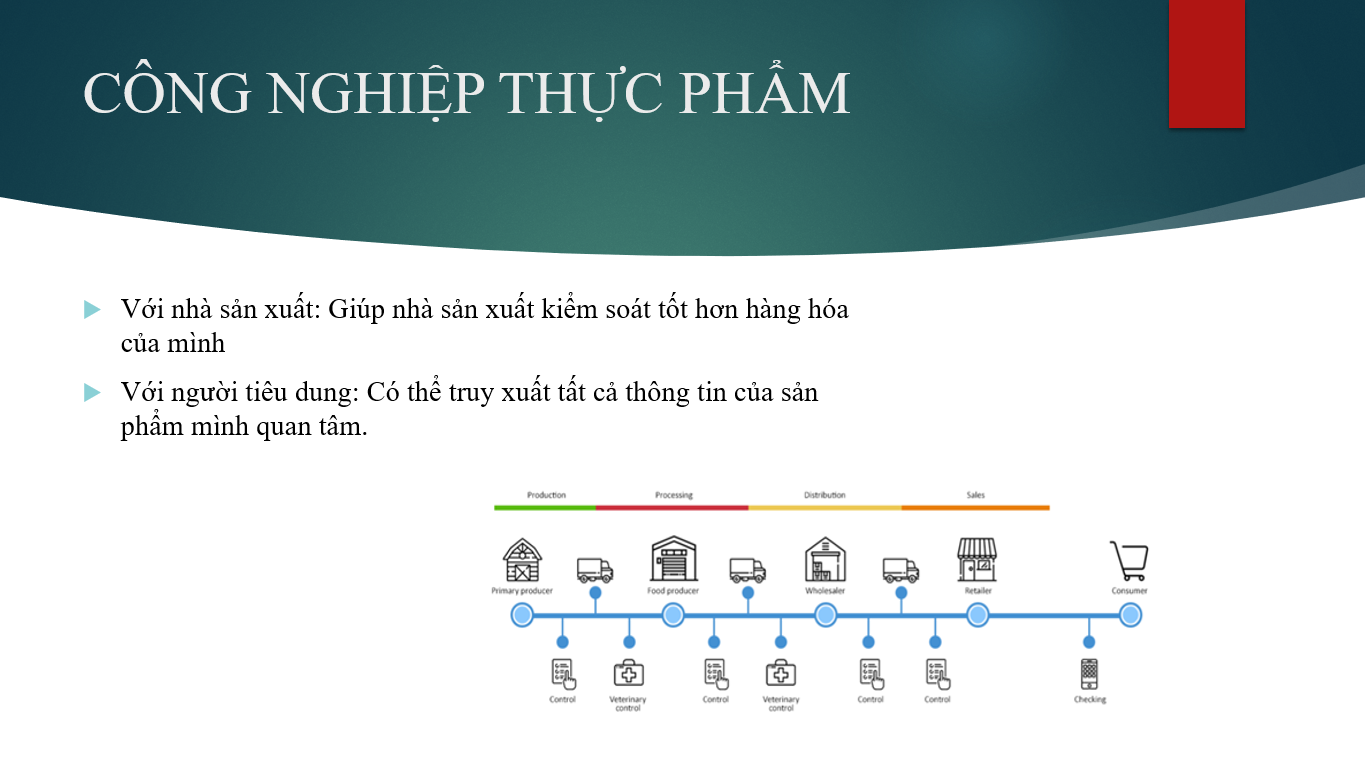 CÔNG NGHIỆP THỰC PHẨM
Với nhà sản xuất: Giúp nhà sản xuất kiểm soát tốt hơn hàng hóa
của mình
Với người tiêu dung: Có thể truy xuất tất cả thông tin của sản
phẩm mình quan tâm.
Production Processing Distribution Sales
Primary producer Food producer Wholesaler Retailer Consumer
Control Veterinary Control Veterinary Control Control Checking
control control